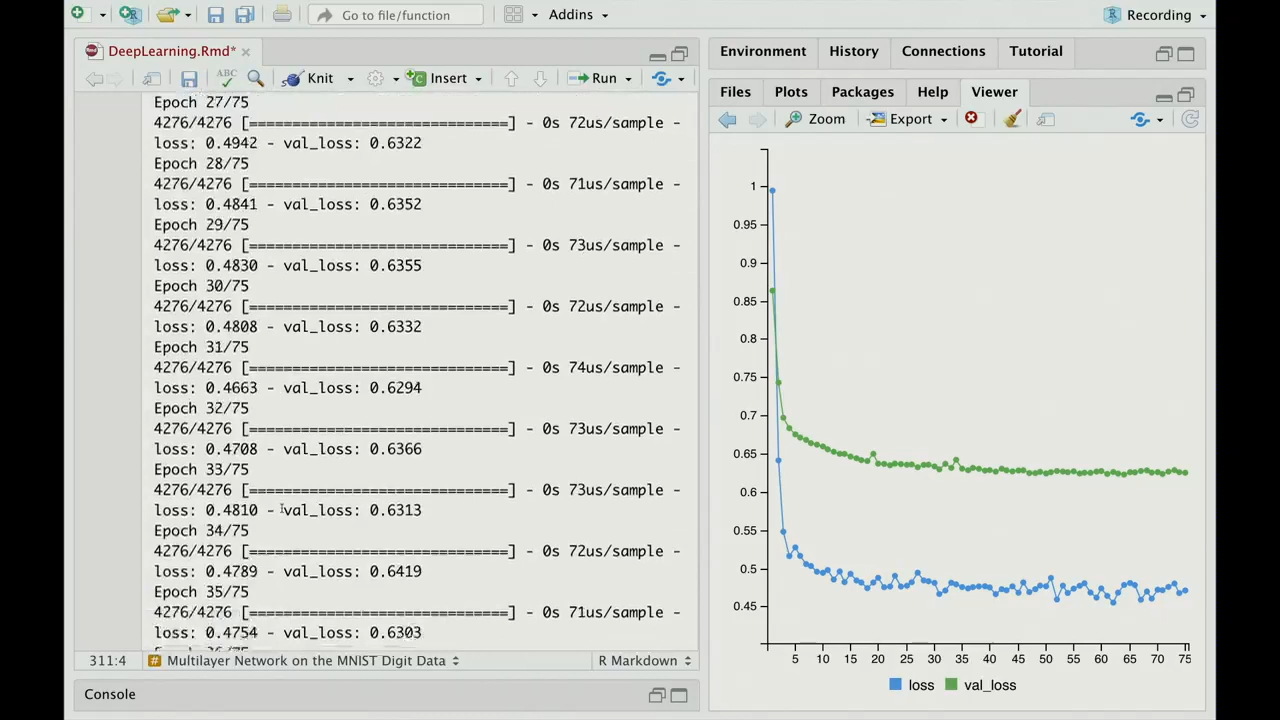 Go to file/function
Addins
Recording
DeepLearning.Rmd*
ABC
Knit
Insert
Run
Epoch 27/75
4276/4276 [==============================] - 0s 72us/sample -
loss: 0.4942 - val_loss: 0.6322
Epoch 28/75
4276/4276 [==============================] - 0s 71us/sample -
loss: 0.4841 - val_loss: 0.6352
Epoch 29/75
4276/4276 [==============================] - 0s 73us/sample -
loss: 0.4830 - val_loss: 0.6355
Epoch 30/75
4276/4276 [==============================] - 0s 72us/sample -
loss: 0.4808 - val_loss: 0.6332
Epoch 31/75
4276/4276 [==============================] - 0s 74us/sample -
loss: 0.4663 - val_loss: 0.6294
Epoch 32/75
4276/4276 [==============================] - 0s 73us/sample -
loss: 0.4708 - val_loss: 0.6366
Epoch 33/75
4276/4276 [==============================] - 0s 73us/sample -
loss: 0.4810 - val_loss: 0.6313
Epoch 34/75
4276/4276 [==============================] - 0s 72us/sample -
loss: 0.4789 - val_loss: 0.6419
Epoch 35/75
4276/4276 [==============================] - 0s 71us/sample -
loss: 0.4754 - val_loss: 0.6303
311:4
Multilayer Network on the MNIST Digit Data
R Markdown
Console
Environment History Connections Tutorial
Files Plots Packages Help Viewer
Zoom Export
1
0.95
0.9
0.85
0.8
0.75
0.7
0.65
0.6
0.55
0.5
0.45
5 10 15 20 25 30 35 40 45 50 55 60 65 70 75
loss val_loss